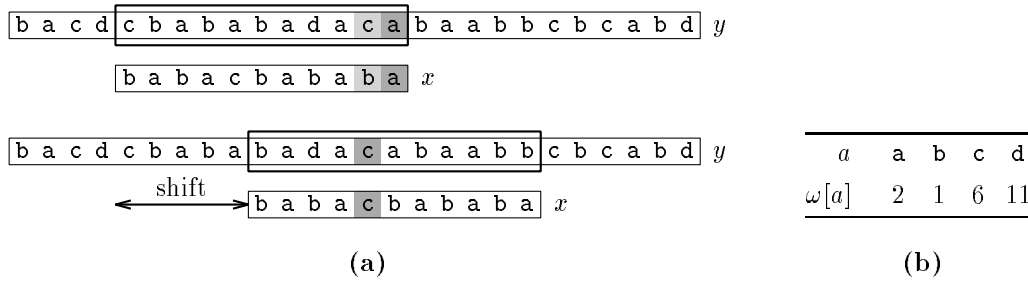 b a c d c b a b a b a d a c a b a a b b c b c a b d y
b a b a c b a b a b a x
b a c d c b a b a b a d a c a b a a b b c b c a b d y
shift
b a b a c b a b a b a x
(a)
a a b c d
ω[a] 2 1 6 11
(b)